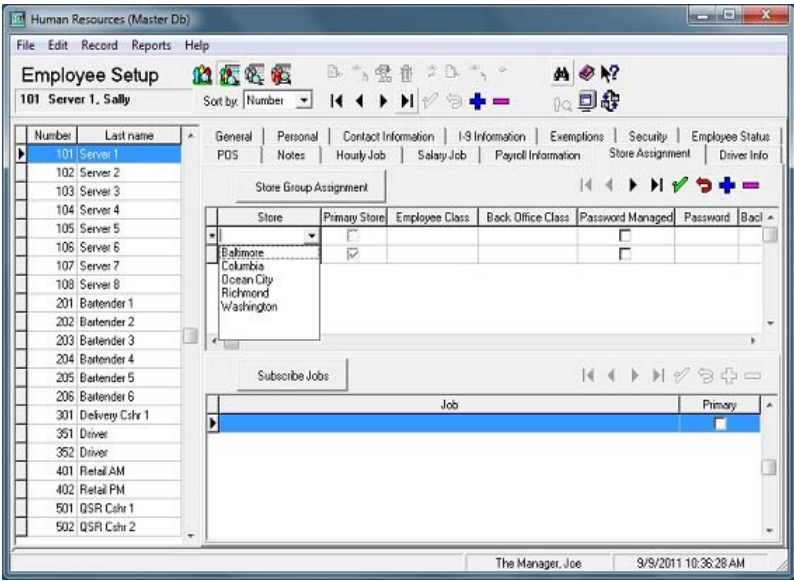 Human Resources (Master Db)
File Edit Record Reports Help
Employee Setup
101 Server 1, Sally
Sort by: Number
Number Last name
101 Server 1
102 Server 2
103 Server 3
104 Server 4
105 Server 5
106 Server 6
107 Server 7
108 Server 8
201 Bartender 1
202 Bartender 2
203 Bartender 3
204 Bartender 4
205 Bartender 5
206 Bartender 6
301 Delivery Cshr 1
351 Driver
352 Driver
401 Retail AM
402 Retail PM
501 QSR Cshr 1
502 QSR Cshr 2
General Personal Contact Information I-9 Information Exemptions Security Employee Status
POS Notes Hourly Job Salary Job Payroll Information Store Assignment Driver Info
Store Group Assignment
Store Primary Store Employee Class Back Office Class Password Managed Password Bacl
Baltimore
Columbia
Ocean City
Richmond
Washington
Subscribe Jobs
Job Primary
The Manager, Joe 9/9/2011 10:36:28 AM